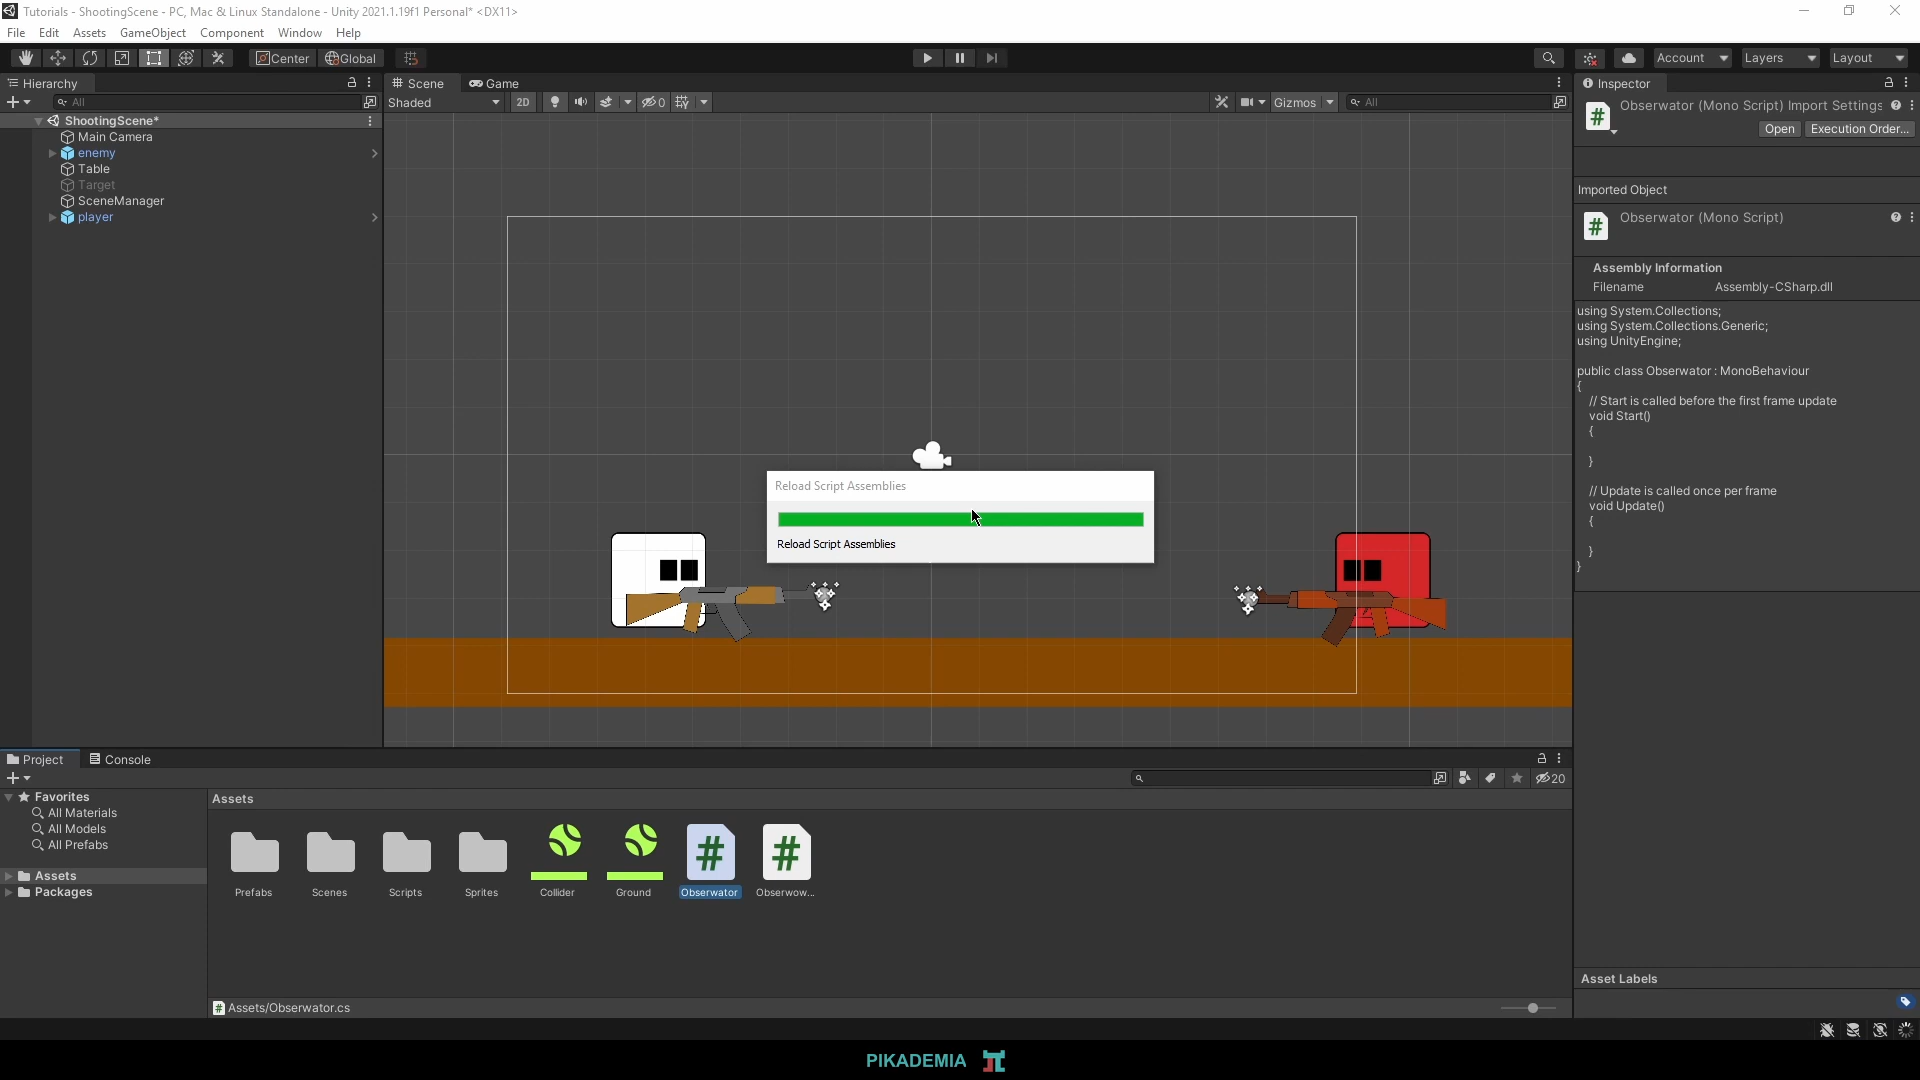 Tutorials - ShootingScene - PC, Mac & Linux Standalone - Unity 2021.1.19f1 Personal* <DX11>
File Edit Assets GameObject Component Window Help
Center Global Account Layers Layout
Hierarchy
All
ShootingScene*
Main Camera
enemy
Table
Target
SceneManager
player
Scene Game
Shaded 2D 0 Gizmos All
Reload Script Assemblies
Reload Script Assemblies
Inspector
Obserwator (Mono Script) Import Settings
Open Execution Order...
Imported Object
Obserwator (Mono Script)
Assembly Information
Filename Assembly-CSharp.dll
using System.Collections;
using System.Collections.Generic;
using UnityEngine;
public class Obserwator : MonoBehaviour
{
// Start is called before the first frame update
void Start()
{
}
// Update is called once per frame
void Update()
{
}
}
Project Console
20
Favorites
All Materials
All Models
All Prefabs
Assets
Packages
Assets
Prefabs Scenes Scripts Sprites Collider Ground Obserwator Obserwow...
Assets/Obserwator.cs
Asset Labels
PIKADEMIA